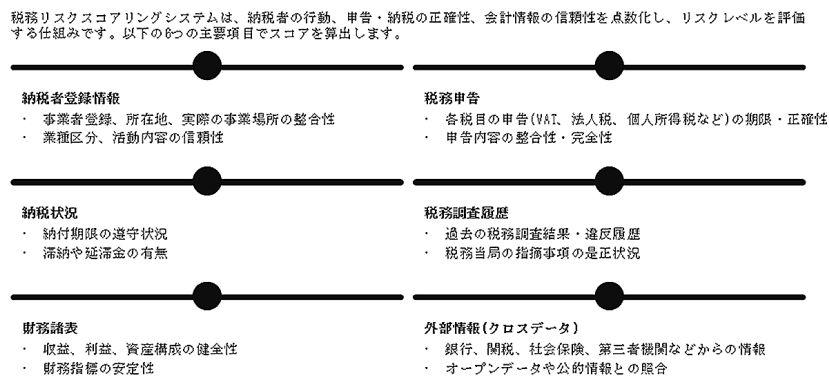 税務リスクスコアリングシステムは、納税者の行動、申告・納税の正確性、会計情報の信頼性を点数化し、リスクレベルを評価
する仕組みです。以下の6つの主要項目でスコアを算出します。
納税者登録情報
・ 事業者登録、所在地、実際の事業場所の整合性
・ 業種区分、活動内容の信頼性
税務申告
・ 各税目の申告(VAT、法人税、個人所得税など)の期限・正確性
・ 申告内容の整合性・完全性
納税状況
・ 納付期限の遵守状況
・ 滞納や延滞金の有無
税務調査履歴
・ 過去の税務調査結果・違反履歴
・ 税務当局の指摘事項の是正状況
財務諸表
・ 収益、利益、資産構成の健全性
・ 財務指標の安定性
外部情報(クロスデータ)
・ 銀行、関税、社会保険、第三者機関などからの情報
・ オープンデータや公的情報との照合